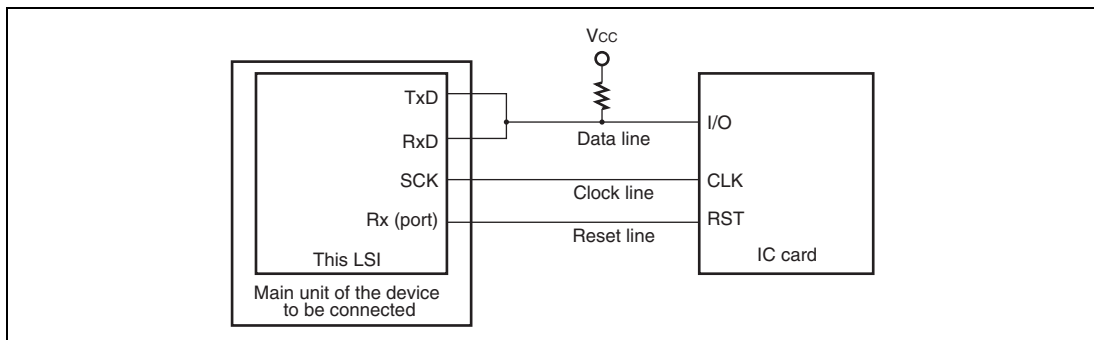 Vcc
TxD
RxD
SCK
Rx (port)
This LSI
Main unit of the device
to be connected
Data line
Clock line
Reset line
I/O
CLK
RST
IC card